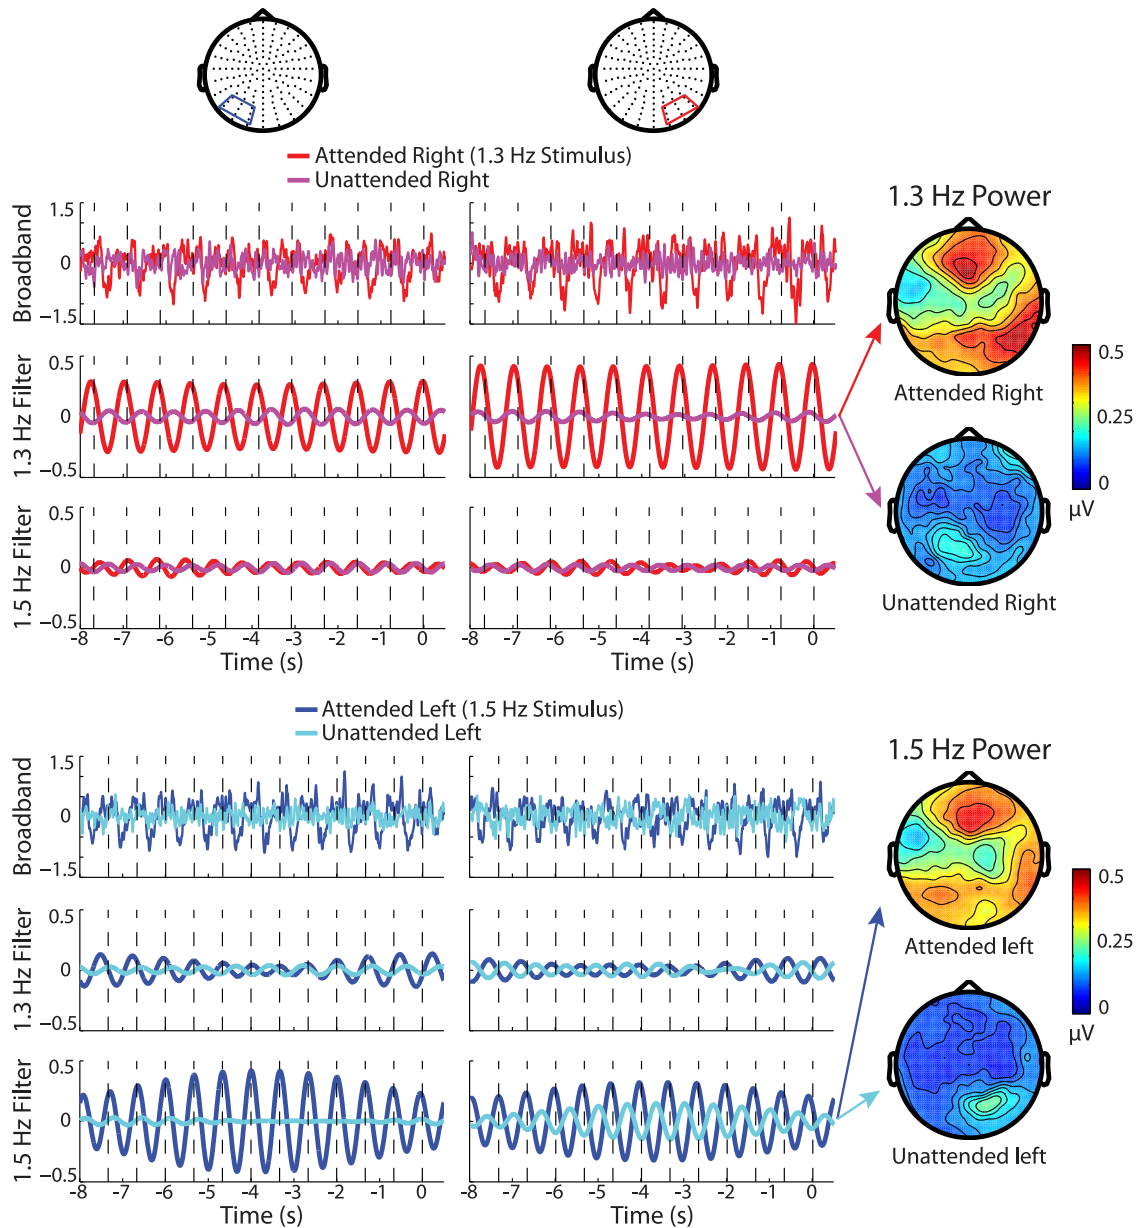 Attended Right (1.3 Hz Stimulus)
Unattended Right
Broadband
1.5
0
−1.5
1.3 Hz Filter
0.5
0
−0.5
1.5 Hz Filter
0.5
0
−0.5
-8 -7 -6 -5 -4 -3 -2 -1 0
Time (s)
-8 -7 -6 -5 -4 -3 -2 -1 0
Time (s)
1.3 Hz Power
Attended Right
Unattended Right
0.5
0.25
0
µV
Attended Left (1.5 Hz Stimulus)
Unattended Left
Broadband
1.5
0
−1.5
1.3 Hz Filter
0.5
0
−0.5
1.5 Hz Filter
0.5
0
−0.5
-8 -7 -6 -5 -4 -3 -2 -1 0
Time (s)
-8 -7 -6 -5 -4 -3 -2 -1 0
Time (s)
1.5 Hz Power
Attended left
Unattended left
0.5
0.25
0
µV